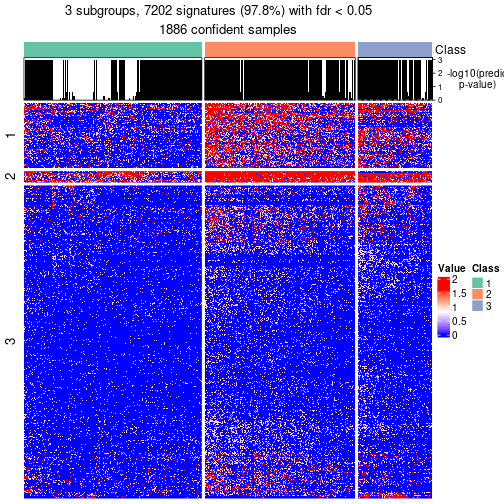 3 subgroups, 7202 signatures (97.8%) with fdr < 0.05
1886 confident samples
Class
3
2
1
0
-log10(predi
p-value)
1
2
3
Value
2
1.5
1
0.5
0
Class
1
2
3